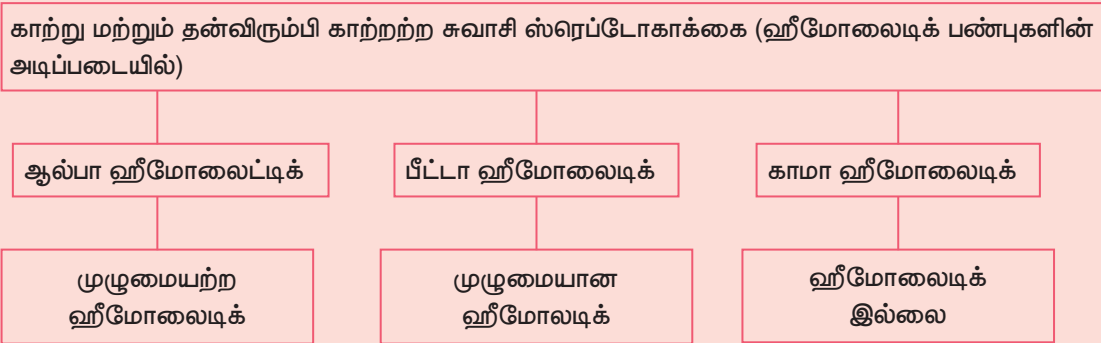 காற்று மற்றும் தன்விரும்பி காற்றற்ற சுவாசி ஸ்ரெப்டோகாக்கை (ஹீமோலைடிக் பண்புகளின்
அடிப்படையில்)
ஆல்பா ஹீமோலைட்டிக்
பீட்டா ஹீமோலைடிக்
காமா ஹீமோலைடிக்
முழுமையற்ற
ஹீமோலைடிக்
முழுமையான
ஹீமோலடிக்
ஹீமோலைடிக்
இல்லை